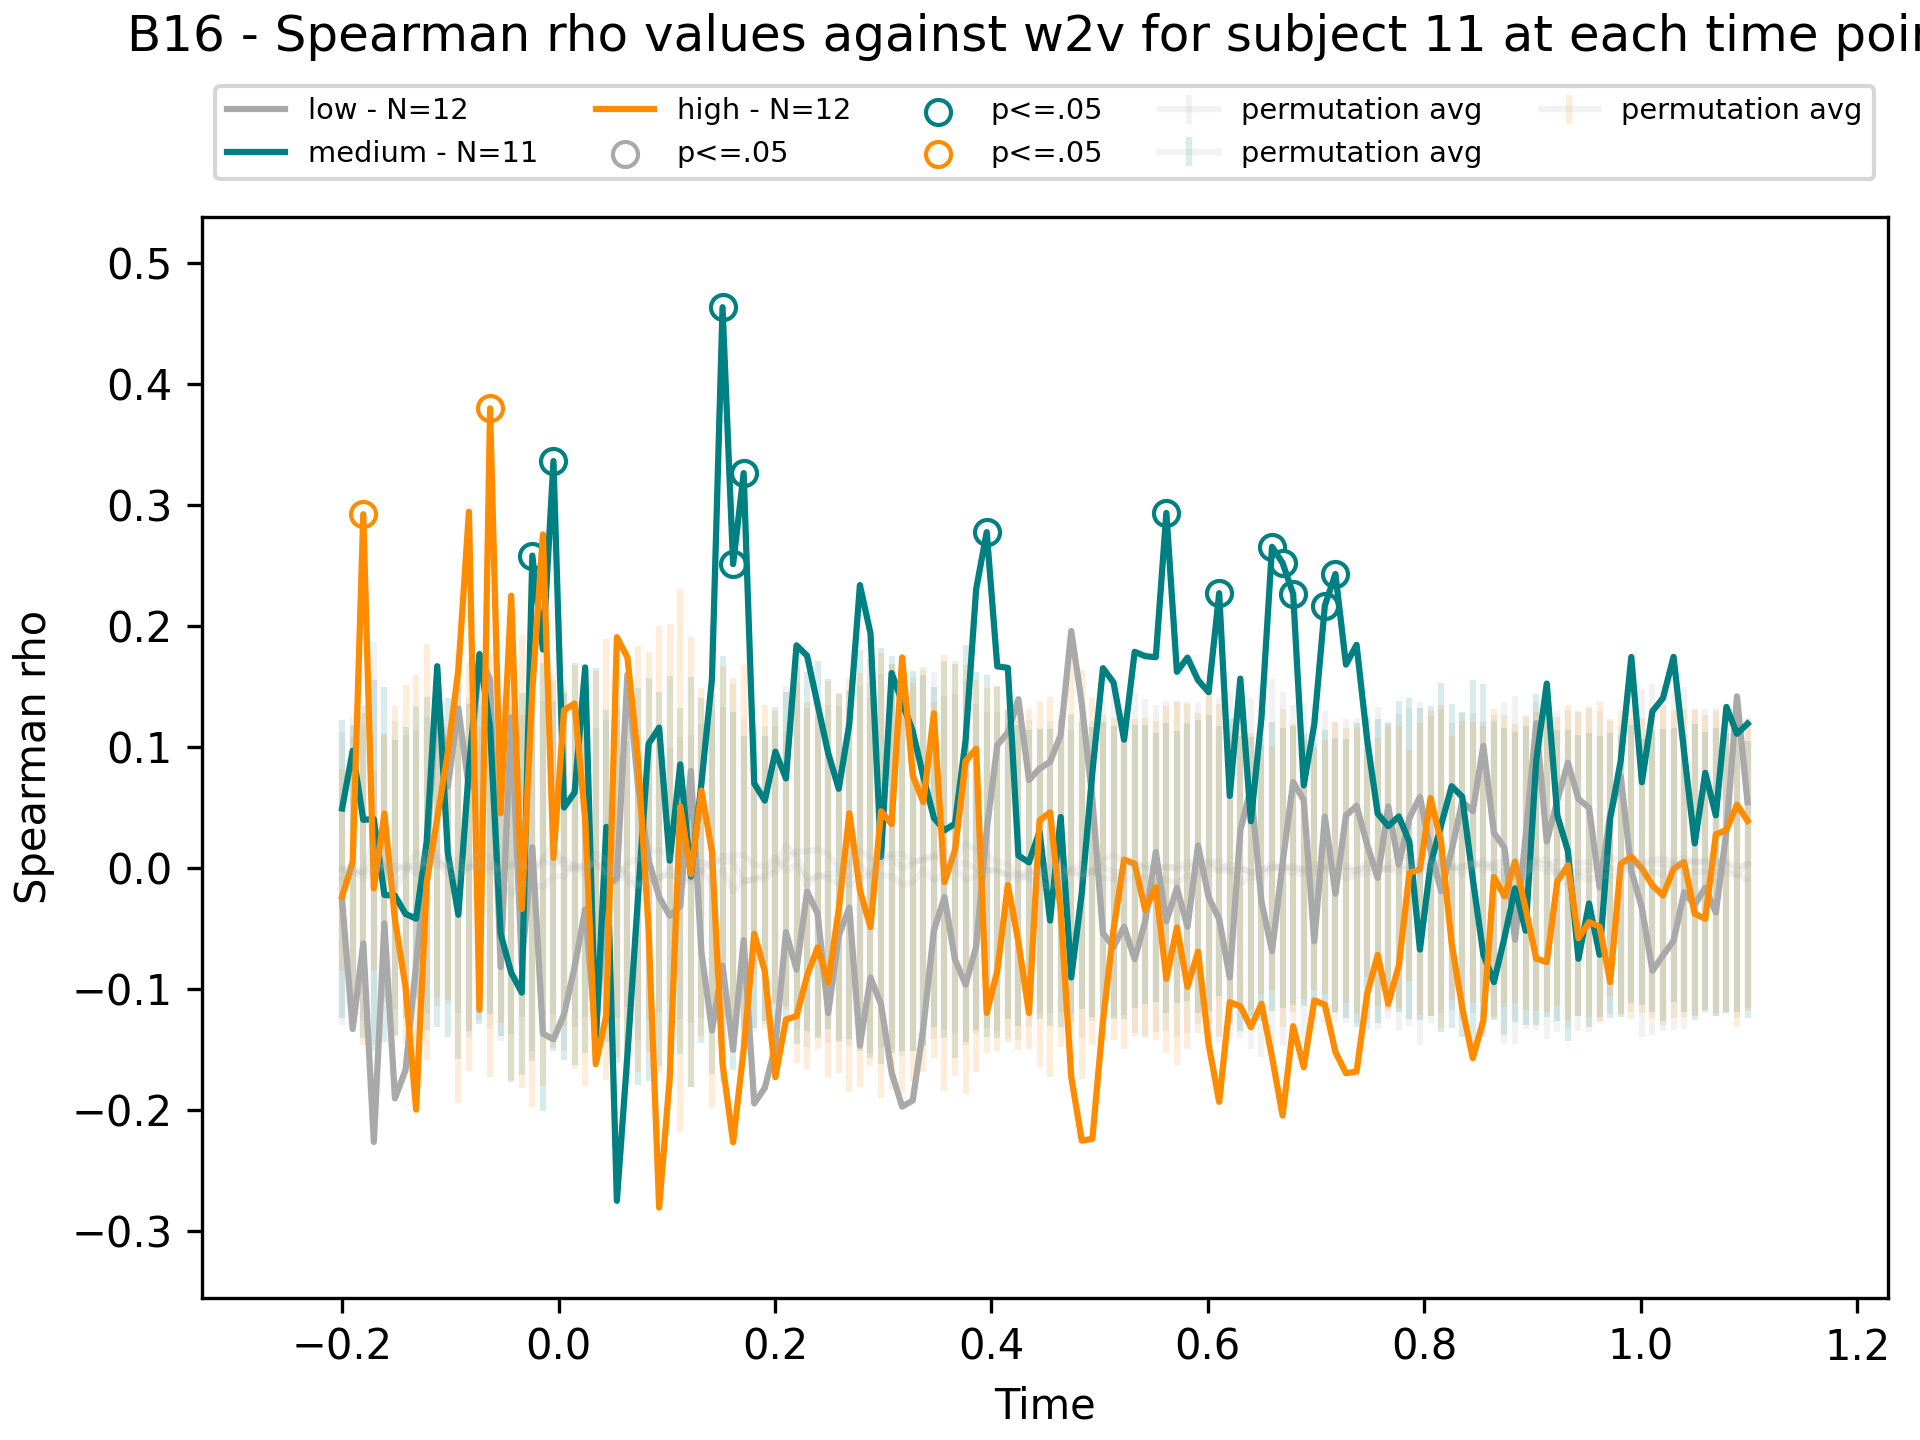 B16 - Spearman rho values against w2v for subject 11 at each time
low - N=12
medium - N=11
high - N=12
p<=.05
p<=.05
p<=.05
permutation avg
permutation avg
permutation avg
Spearman rho
0.5
0.4
0.3
0.2
0.1
0.0
−0.1
−0.2
−0.3
−0.2 0.0 0.2 0.4 0.6 0.8 1.0 1.2
Time